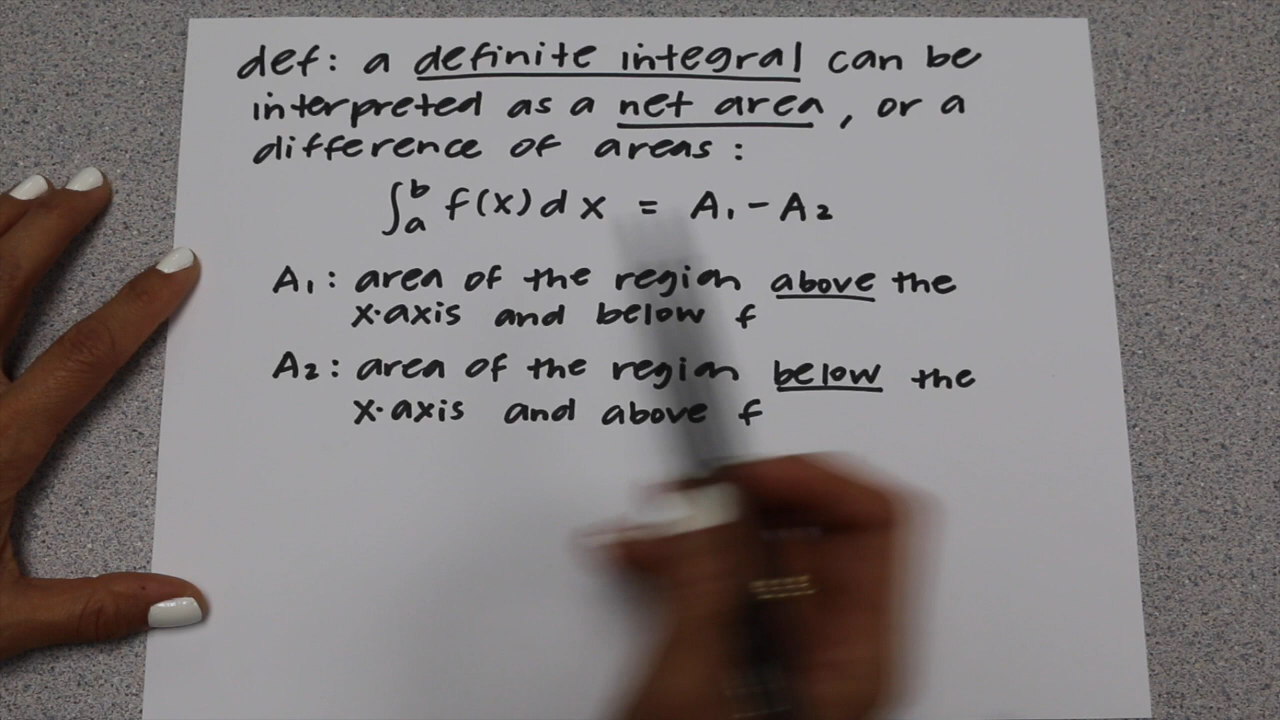 def: a definite integral can be
interpreted as a net area, or a
difference of areas:
∫ₐᵇ f(x)dx = A₁ - A₂
A₁: area of the region above the
x-axis and below f
A₂: area of the region below the
x-axis and above f